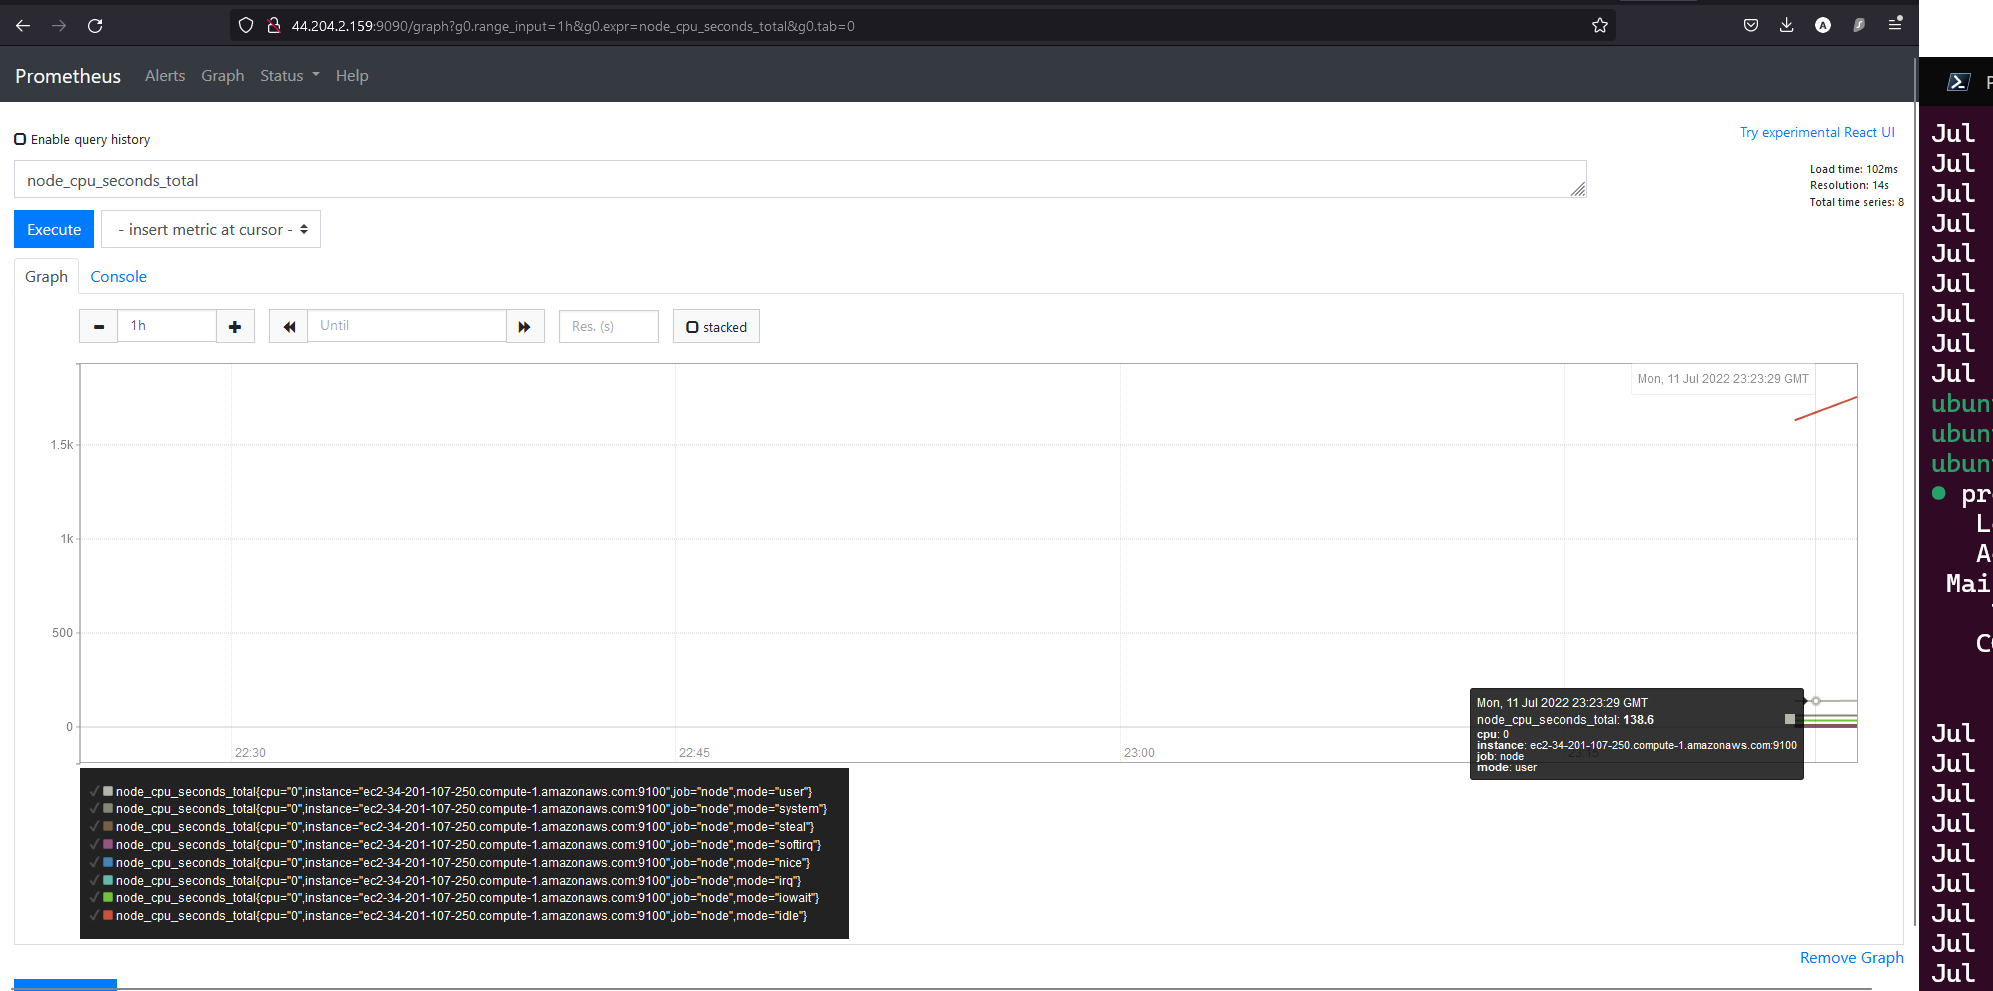 44.204.2.159:9090/graph?g0.range_input=1h&g0.expr=node_cpu_seconds_total&g0.tab=0
Prometheus Alerts Graph Status Help
Enable query history
Try experimental React UI
node_cpu_seconds_total
Load time: 102ms
Resolution: 14s
Total time series: 8
Execute - insert metric at cursor -
Graph Console
- 1h + Until Res. (s) stacked
Mon, 11 Jul 2022 23:23:29 GMT
1.5k
1k
500
0
22:30 22:45 23:00
Mon, 11 Jul 2022 23:23:29 GMT
node_cpu_seconds_total: 138.6
cpu: 0
instance: ec2-34-201-107-250.compute-1.amazonaws.com:9100
job: node
mode: user
node_cpu_seconds_total{cpu="0",instance="ec2-34-201-107-250.compute-1.amazonaws.com:9100",job="node",mode="user"}
node_cpu_seconds_total{cpu="0",instance="ec2-34-201-107-250.compute-1.amazonaws.com:9100",job="node",mode="system"}
node_cpu_seconds_total{cpu="0",instance="ec2-34-201-107-250.compute-1.amazonaws.com:9100",job="node",mode="steal"}
node_cpu_seconds_total{cpu="0",instance="ec2-34-201-107-250.compute-1.amazonaws.com:9100",job="node",mode="softirq"}
node_cpu_seconds_total{cpu="0",instance="ec2-34-201-107-250.compute-1.amazonaws.com:9100",job="node",mode="nice"}
node_cpu_seconds_total{cpu="0",instance="ec2-34-201-107-250.compute-1.amazonaws.com:9100",job="node",mode="irq"}
node_cpu_seconds_total{cpu="0",instance="ec2-34-201-107-250.compute-1.amazonaws.com:9100",job="node",mode="iowait"}
node_cpu_seconds_total{cpu="0",instance="ec2-34-201-107-250.compute-1.amazonaws.com:9100",job="node",mode="idle"}
Remove Graph
Jul
Jul
Jul
Jul
Jul
Jul
Jul
Jul
Jul
ubun
ubun
ubun
pr
Mai
Jul
Jul
Jul
Jul
Jul
Jul
Jul
Jul
Jul